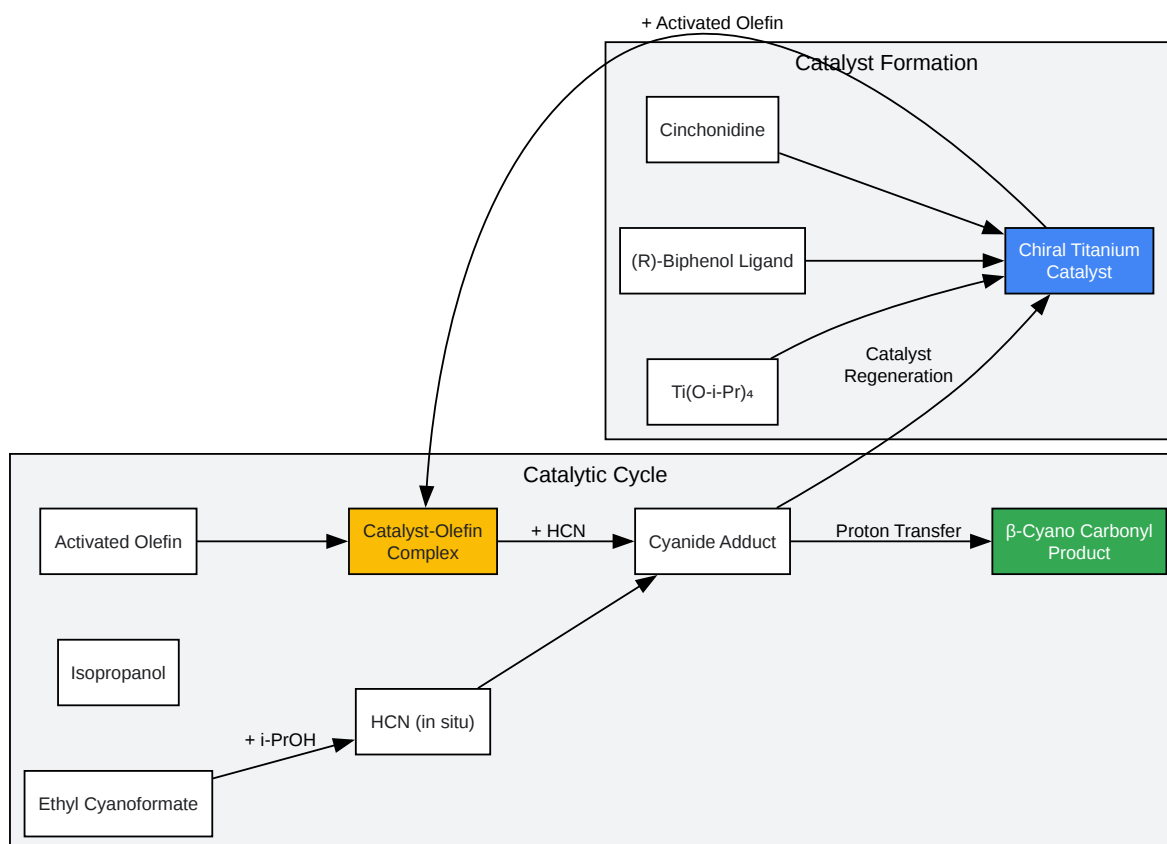 + Activated Olefin
Catalyst Formation
Cinchonidine
(R)-Biphenol Ligand
Chiral Titanium
Catalyst
Ti(O-i-Pr)₄
Catalyst
Regeneration
Catalytic Cycle
Activated Olefin
Catalyst-Olefin
Complex
+ HCN
Cyanide Adduct
Proton Transfer
β-Cyano Carbonyl
Product
Isopropanol
HCN (in situ)
+ i-PrOH
Ethyl Cyanoformate